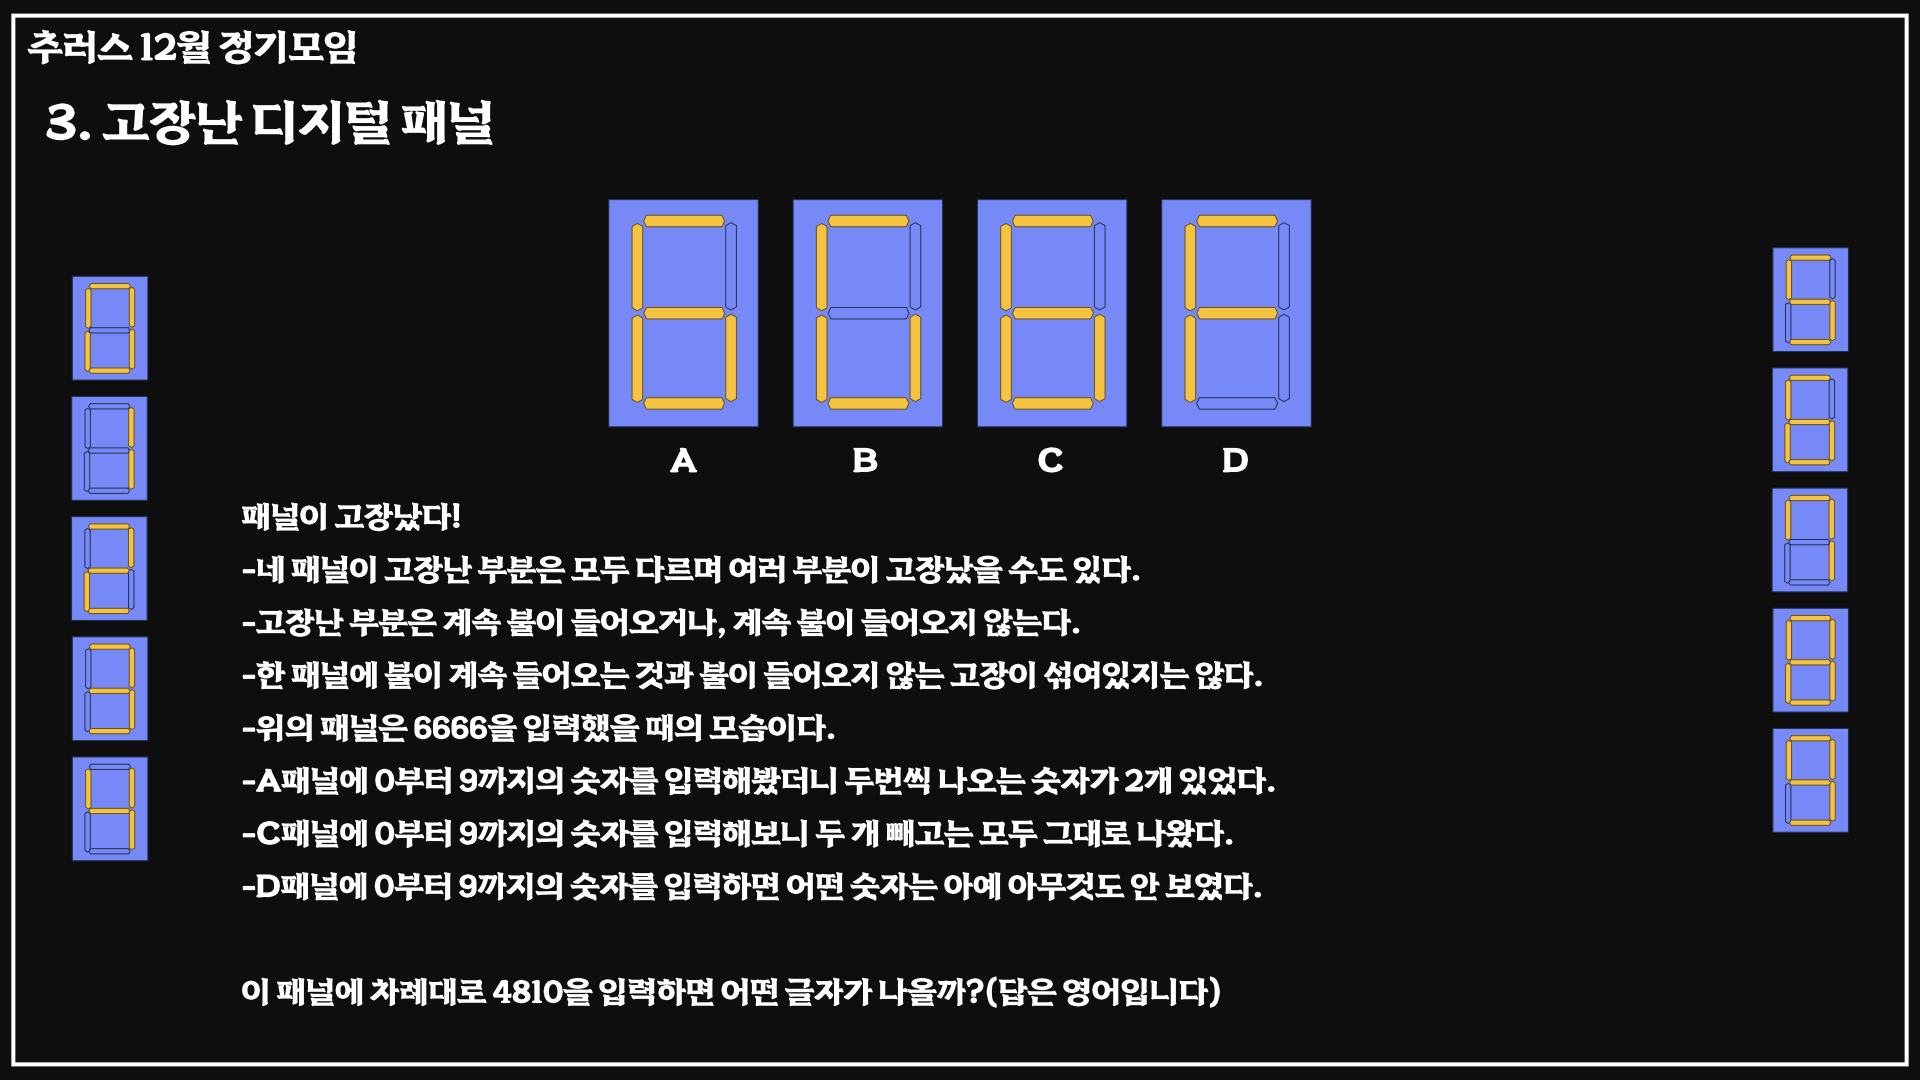 추러스 12월 정기모임
3. 고장난 디지털 패널
A B C D
패널이 고장났다!
-네 패널이 고장난 부분은 모두 다르며 여러 부분이 고장났을 수도 있다.
-고장난 부분은 계속 불이 들어오거나, 계속 불이 들어오지 않는다.
-한 패널에 불이 계속 들어오는 것과 불이 들어오지 않는 고장이 섞여있지는 않다.
-위의 패널은 6666을 입력했을 때의 모습이다.
-A패널에 0부터 9까지의 숫자를 입력해봤더니 두번씩 나오는 숫자가 2개 있었다.
-C패널에 0부터 9까지의 숫자를 입력해보니 두 개 빼고는 모두 그대로 나왔다.
-D패널에 0부터 9까지의 숫자를 입력하면 어떤 숫자는 아예 아무것도 안 보였다.
이 패널에 차례대로 4810을 입력하면 어떤 글자가 나올까?(답은 영어입니다)